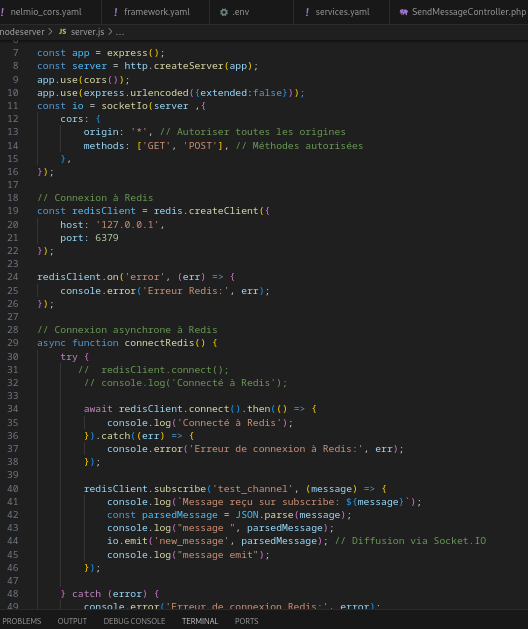 nelmio_cors.yaml ! framework.yaml .env ! services.yaml SendMessageController.php
nodeserver > JS server.js > ...
7 const app = express();
8 const server = http.createServer(app);
9 app.use(cors());
10 app.use(express.urlencoded({extended:false}));
11 const io = socketIo(server ,{
12 cors: {
13 origin: '*', // Autoriser toutes les origines
14 methods: ['GET', 'POST'], // Méthodes autorisées
15 },
16 });
17
18 // Connexion à Redis
19 const redisClient = redis.createClient({
20 host: '127.0.0.1',
21 port: 6379
22 });
23
24 redisClient.on('error', (err) => {
25 console.error('Erreur Redis:', err);
26 });
27
28 // Connexion asynchrone à Redis
29 async function connectRedis() {
30 try {
31 // redisClient.connect();
32 // console.log('Connecté à Redis');
33
34 await redisClient.connect().then(() => {
35 console.log('Connecté à Redis');
36 }).catch((err) => {
37 console.error('Erreur de connexion à Redis:', err);
38 });
39
40 redisClient.subscribe('test_channel', (message) => {
41 console.log(`Message reçu sur subscribe: ${message}`);
42 const parsedMessage = JSON.parse(message);
43 console.log("message ", parsedMessage);
44 io.emit('new_message', parsedMessage); // Diffusion via Socket.IO
45 console.log("message emit");
46 });
47
48 } catch (error) {
49 console.error('Erreur de connexion Redis:', error);
PROBLEMS OUTPUT DEBUG CONSOLE TERMINAL PORTS